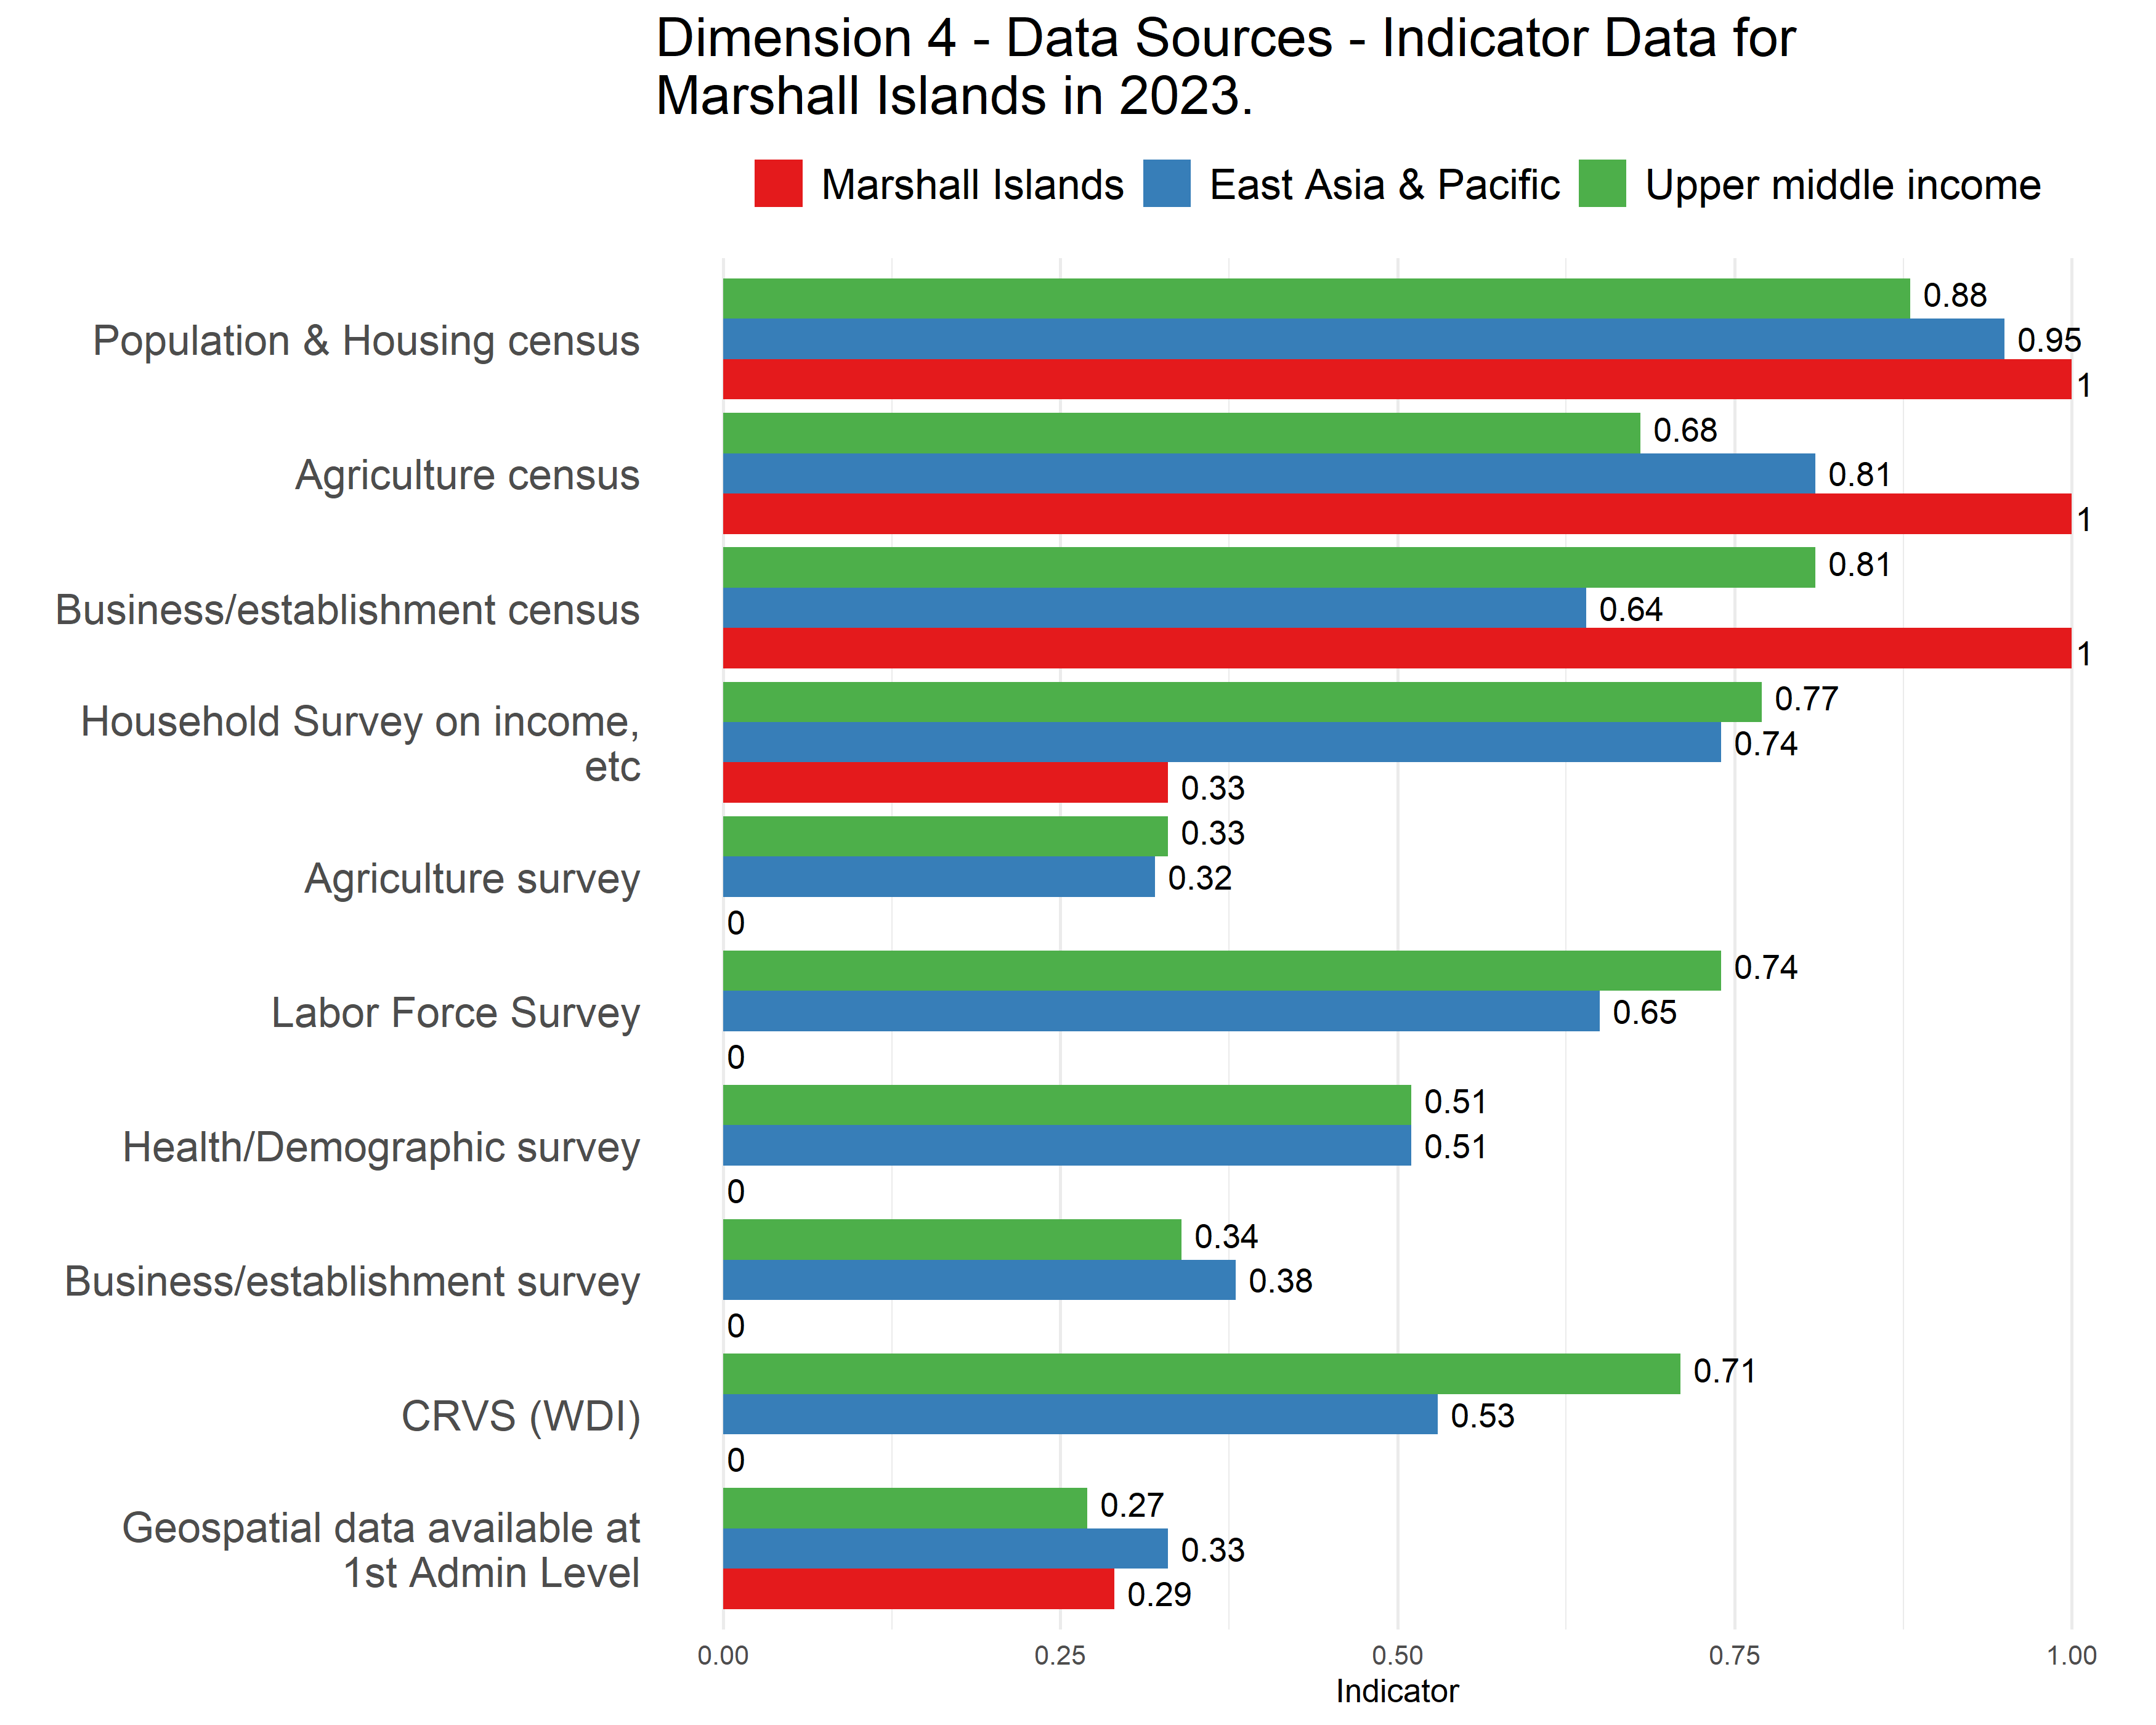 Dimension 4 - Data Sources - Indicator Data for
Marshall Islands in 2023.
Marshall Islands East Asia & Pacific Upper middle income
0.88
Population & Housing census 0.95
1
0.68
Agriculture census 0.81
1
0.81
Business/establishment census 0.64
1
0.77
Household Survey on income,
etc
0.74
0.33
0.33
Agriculture survey 0.32
0
0.74
Labor Force Survey 0.65
0
0.51
Health/Demographic survey 0.51
0
0.34
Business/establishment survey 0.38
0
0.71
CRVS (WDI) 0.53
0
0.27
Geospatial data available at
1st Admin Level
0.33
0.29
0.00 0.25 0.50 0.75 1.00
Indicator